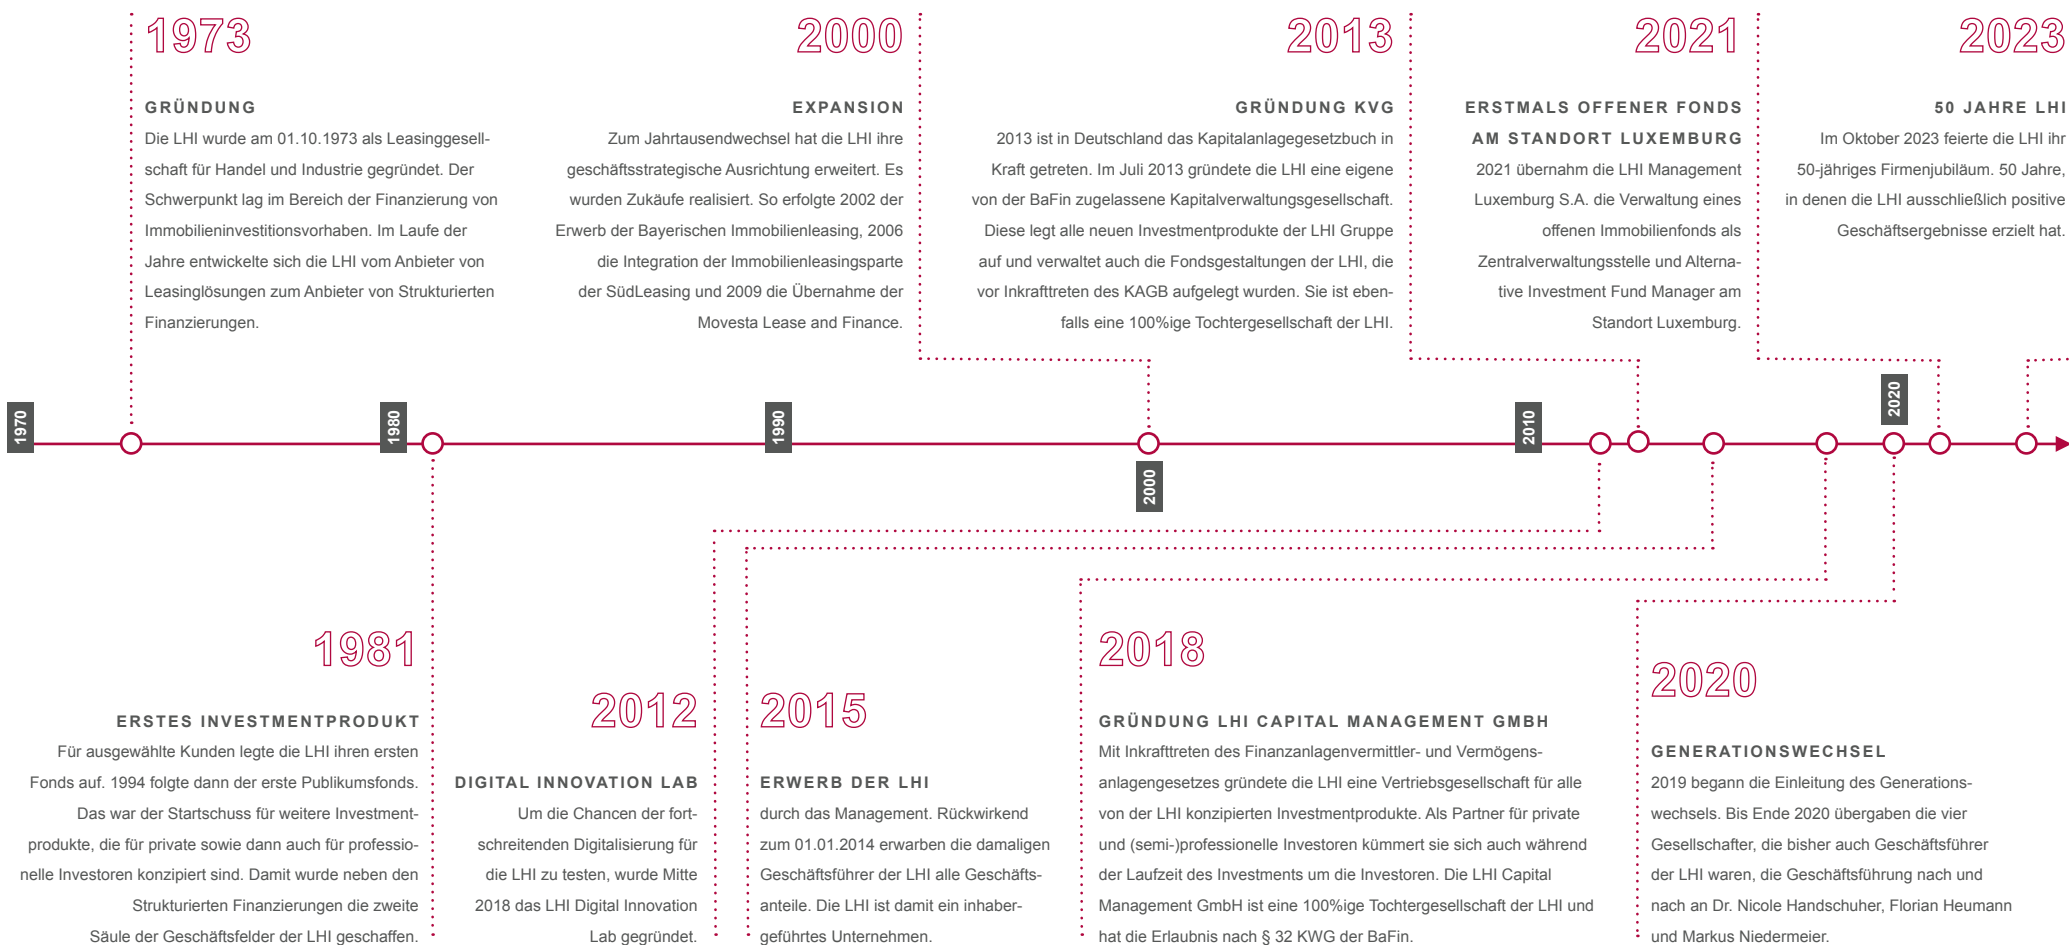 1973
GRÜNDUNG
Die LHI wurde am 01.10.1973 als Leasinggesell-
schaft für Handel und Industrie gegründet. Der
Schwerpunkt lag im Bereich der Finanzierung von
Immobilieninvestitionsvorhaben. Im Laufe der
Jahre entwickelte sich die LHI vom Anbieter von
Leasinglösungen zum Anbieter von Strukturierten
Finanzierungen.
2000
EXPANSION
Zum Jahrtausendwechsel hat die LHI ihre
geschäftsstrategische Ausrichtung erweitert. Es
wurden Zukäufe realisiert. So erfolgte 2002 der
Erwerb der Bayerischen Immobilienleasing, 2006
die Integration der Immobilienleasingsparte
der SüdLeasing und 2009 die Übernahme der
Movesta Lease and Finance.
2013
GRÜNDUNG KVG
2013 ist in Deutschland das Kapitalanlagegesetzbuch in
Kraft getreten. Im Juli 2013 gründete die LHI eine eigene
von der BaFin zugelassene Kapitalverwaltungsgesellschaft.
Diese legt alle neuen Investmentprodukte der LHI Gruppe
auf und verwaltet auch die Fondsgestaltungen der LHI, die
vor Inkrafttreten des KAGB aufgelegt wurden. Sie ist eben-
falls eine 100%ige Tochtergesellschaft der LHI.
2021
ERSTMALS OFFENER FONDS
AM STANDORT LUXEMBURG
2021 übernahm die LHI Management
Luxemburg S.A. die Verwaltung eines
offenen Immobilienfonds als
Zentralverwaltungsstelle und Alterna-
tive Investment Fund Manager am
Standort Luxemburg.
2023
50 JAHRE LHI
Im Oktober 2023 feierte die LHI ihr
50-jähriges Firmenjubiläum. 50 Jahre,
in denen die LHI ausschließlich positive
Geschäftsergebnisse erzielt hat.
1970
1980
1990
2000
2010
2020
1981
ERSTES INVESTMENTPRODUKT
Für ausgewählte Kunden legte die LHI ihren ersten
Fonds auf. 1994 folgte dann der erste Publikumsfonds.
Das war der Startschuss für weitere Investment-
produkte, die für private sowie dann auch für professio-
nelle Investoren konzipiert sind. Damit wurde neben den
Strukturierten Finanzierungen die zweite
Säule der Geschäftsfelder der LHI geschaffen.
2012
DIGITAL INNOVATION LAB
Um die Chancen der fort-
schreitenden Digitalisierung für
die LHI zu testen, wurde Mitte
2018 das LHI Digital Innovation
Lab gegründet.
2015
ERWERB DER LHI
durch das Management. Rückwirkend
zum 01.01.2014 erwarben die damaligen
Geschäftsführer der LHI alle Geschäfts-
anteile. Die LHI ist damit ein inhaber-
geführtes Unternehmen.
2018
GRÜNDUNG LHI CAPITAL MANAGEMENT GMBH
Mit Inkrafttreten des Finanzanlagenvermittler- und Vermögens-
anlagengesetzes gründete die LHI eine Vertriebsgesellschaft für alle
von der LHI konzipierten Investmentprodukte. Als Partner für private
und (semi-)professionelle Investoren kümmert sie sich auch während
der Laufzeit des Investments um die Investoren. Die LHI Capital
Management GmbH ist eine 100%ige Tochtergesellschaft der LHI und
hat die Erlaubnis nach § 32 KWG der BaFin.
2020
GENERATIONSWECHSEL
2019 begann die Einleitung des Generations-
wechsels. Bis Ende 2020 übergaben die vier
Gesellschafter, die bisher auch Geschäftsführer
der LHI waren, die Geschäftsführung nach und
nach an Dr. Nicole Handschuher, Florian Heumann
und Markus Niedermeier.